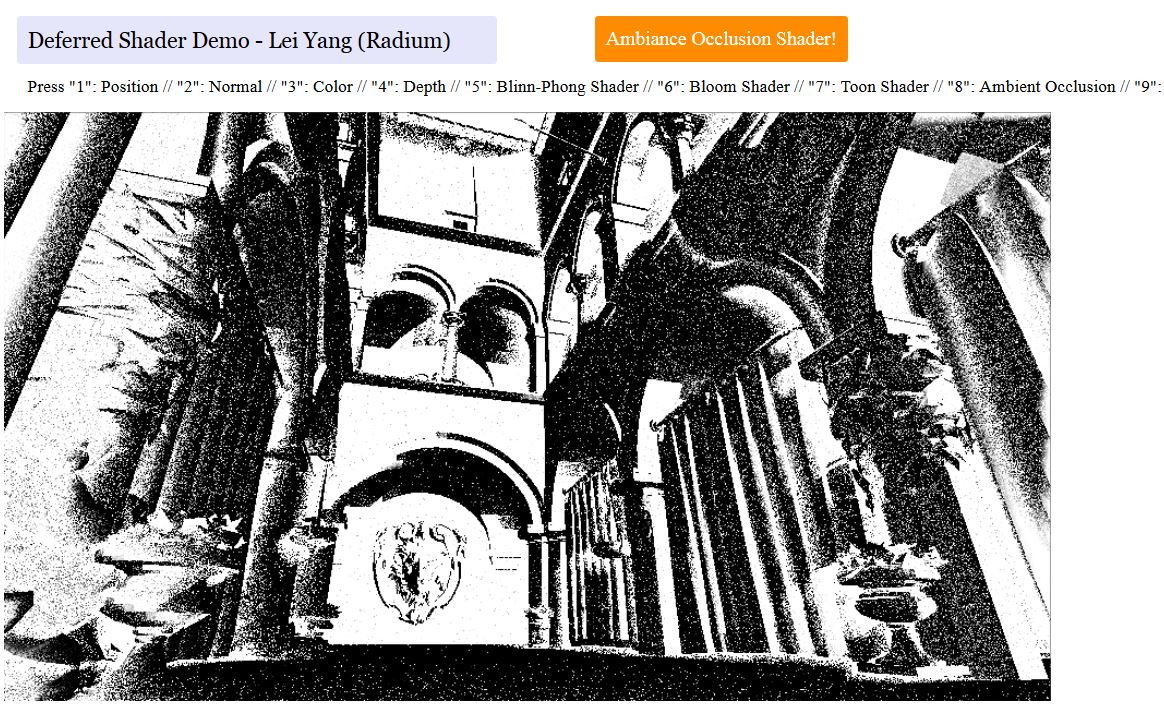 Deferred Shader Demo - Lei Yang (Radium)
Ambiance Occlusion Shader!
Press "1": Position // "2": Normal // "3": Color // "4": Depth // "5": Blinn-Phong Shader // "6": Bloom Shader // "7": Toon Shader // "8": Ambient Occlusion // "9":